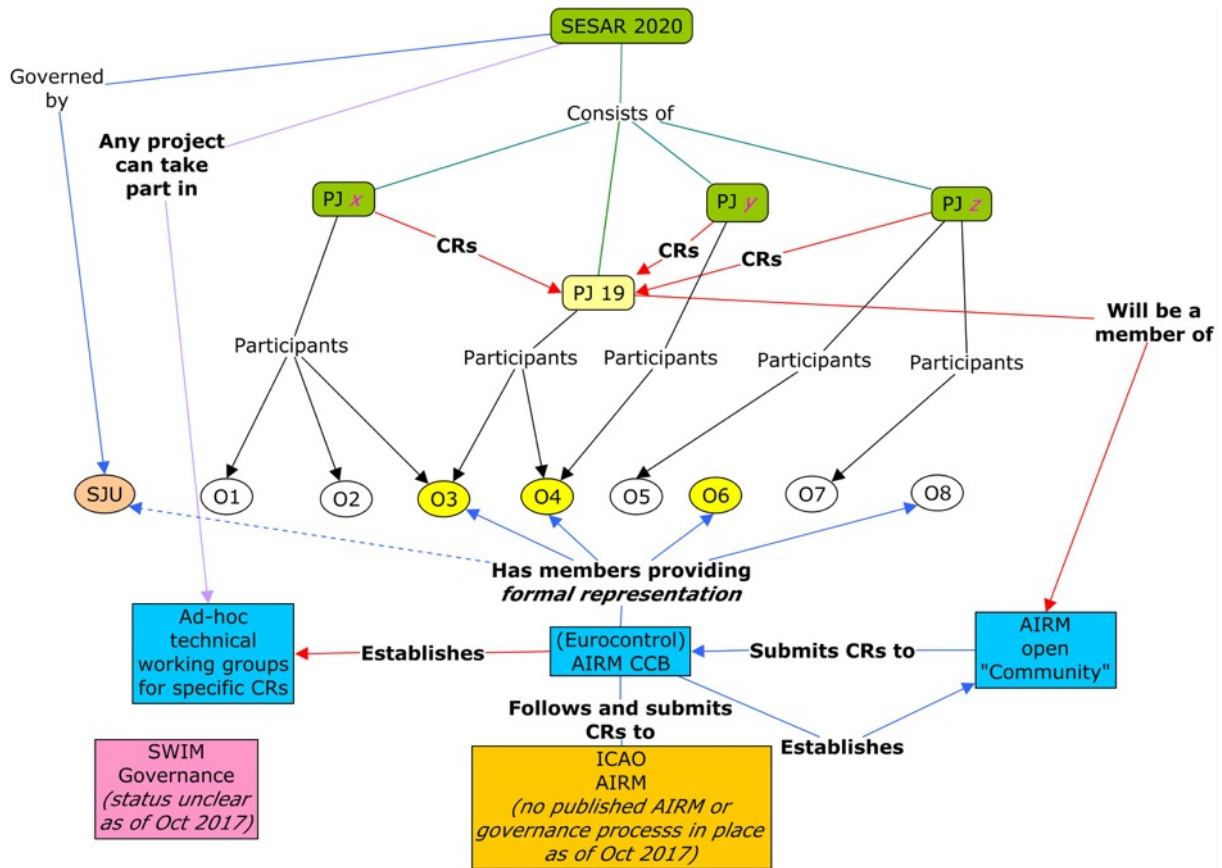 SESAR 2020
Governed
by
Consists of
Any project
can take
part in
PJ x
PJ y
PJ z
CRs
CRs
CRs
PJ 19
Will be a
member of
Participants
Participants
Participants
Participants
Participants
SJU
O1
O2
O3
O4
O5
O6
O7
O8
Has members providing
formal representation
Ad-hoc
technical
working groups
for specific CRs
Establishes
(Eurocontrol)
AIRM CCB
Submits CRs to
AIRM
open
"Community"
Follows and submits
CRs to
Establishes
SWIM
Governance
(status unclear
as of Oct 2017)
ICAO
AIRM
(no published AIRM or
governance processs in place
as of Oct 2017)